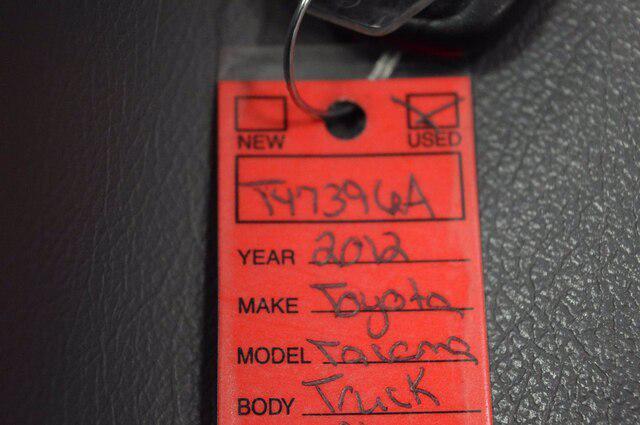 NEW USED
T47396A
YEAR 2012
MAKE Toyota
MODEL Tacoma
BODY Truck